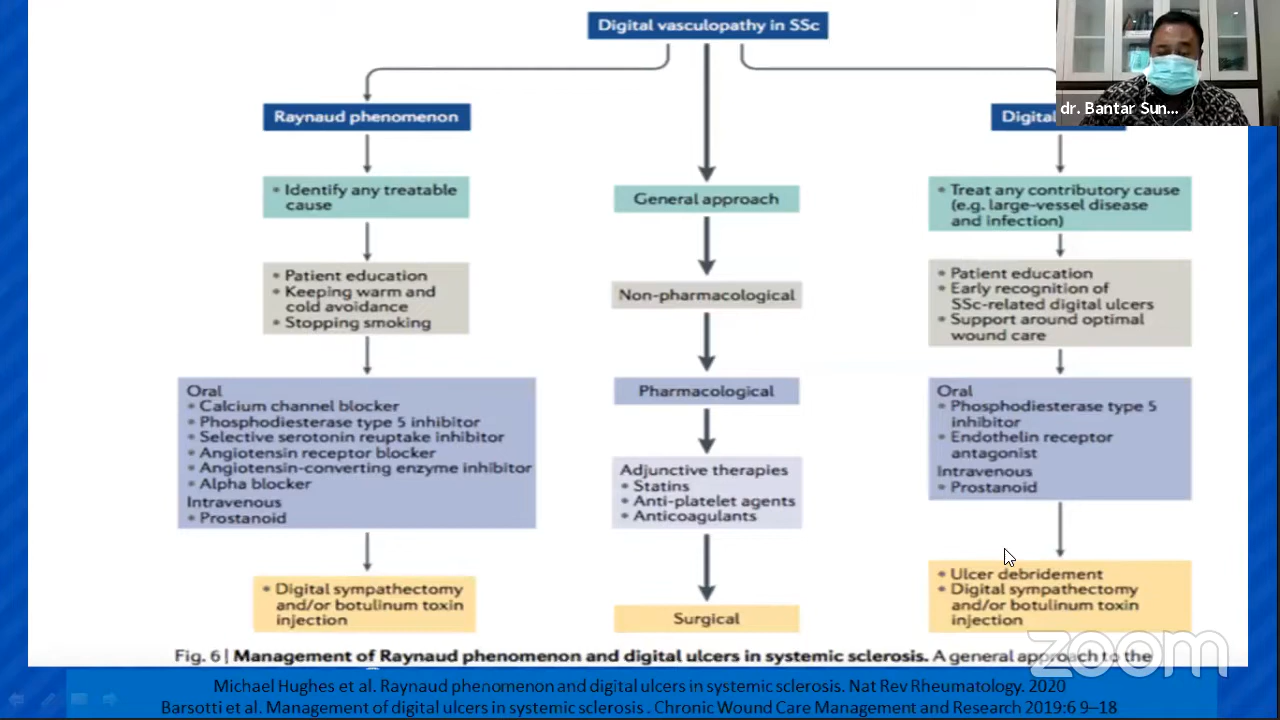 Digital vasculopathy in SSc
dr. Bantar Sun...
Raynaud phenomenon
• Identify any treatable
cause
• Patient education
• Keeping warm and
cold avoidance
• Stopping smoking
Oral
• Calcium channel blocker
• Phosphodiesterase type 5 inhibitor
• Selective serotonin reuptake inhibitor
• Angiotensin receptor blocker
• Angiotensin-converting enzyme inhibitor
• Alpha blocker
Intravenous
• Prostanoid
• Digital sympathectomy
and/or botulinum toxin
injection
General approach
Non-pharmacological
Pharmacological
Adjunctive therapies
• Statins
• Anti-platelet agents
• Anticoagulants
Surgical
Digital
• Treat any contributory cause
(e.g. large-vessel disease
and infection)
• Patient education
• Early recognition of
SSc-related digital ulcers
• Support around optimal
wound care
Oral
• Phosphodiesterase type 5
inhibitor
• Endothelin receptor
antagonist
Intravenous
• Prostanoid
• Ulcer debridement
• Digital sympathectomy
and/or botulinum toxin
injection
zoom
Fig. 6 | Management of Raynaud phenomenon and digital ulcers in systemic sclerosis. A general approach to the
Michael Hughes et al. Raynaud phenomenon and digital ulcers in systemic sclerosis. Nat Rev Rheumatology. 2020
Barsotti et al. Management of digital ulcers in systemic sclerosis . Chronic Wound Care Management and Research 2019:6 9–18